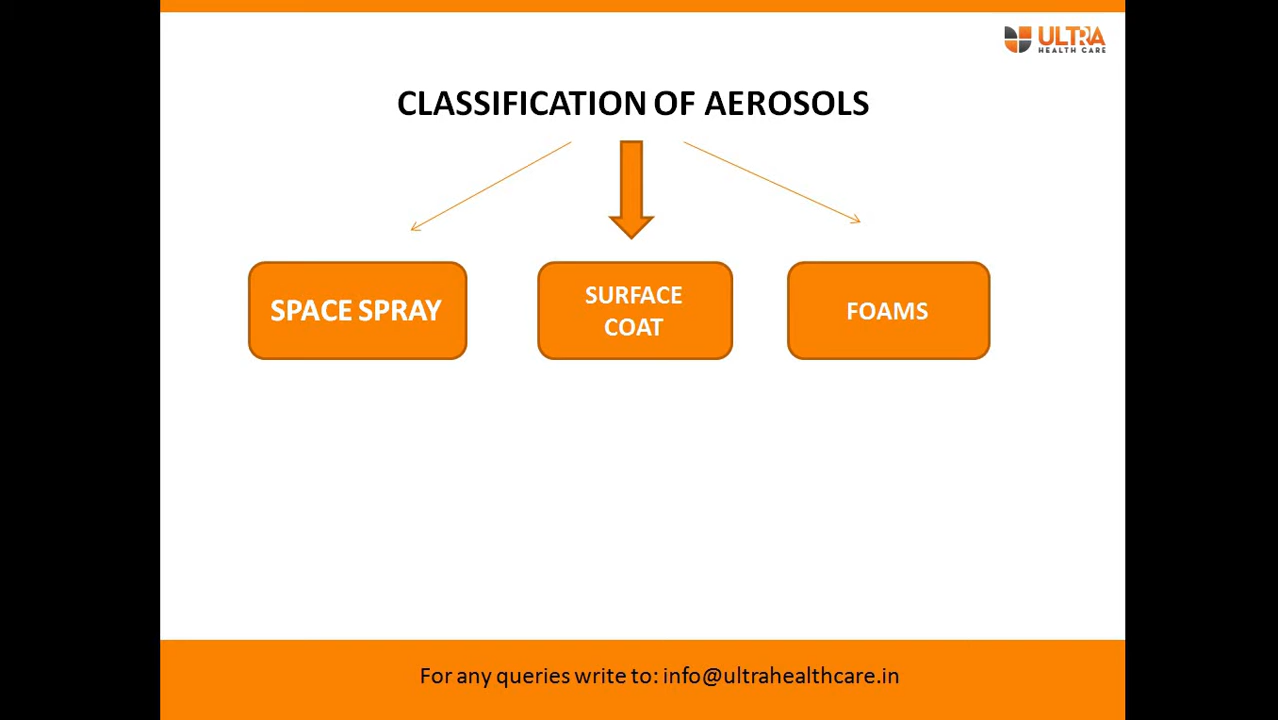 ULTRA
HEALTH CARE
CLASSIFICATION OF AEROSOLS
SPACE SPRAY
SURFACE
COAT
FOAMS
For any queries write to: info@ultrahealthcare.in